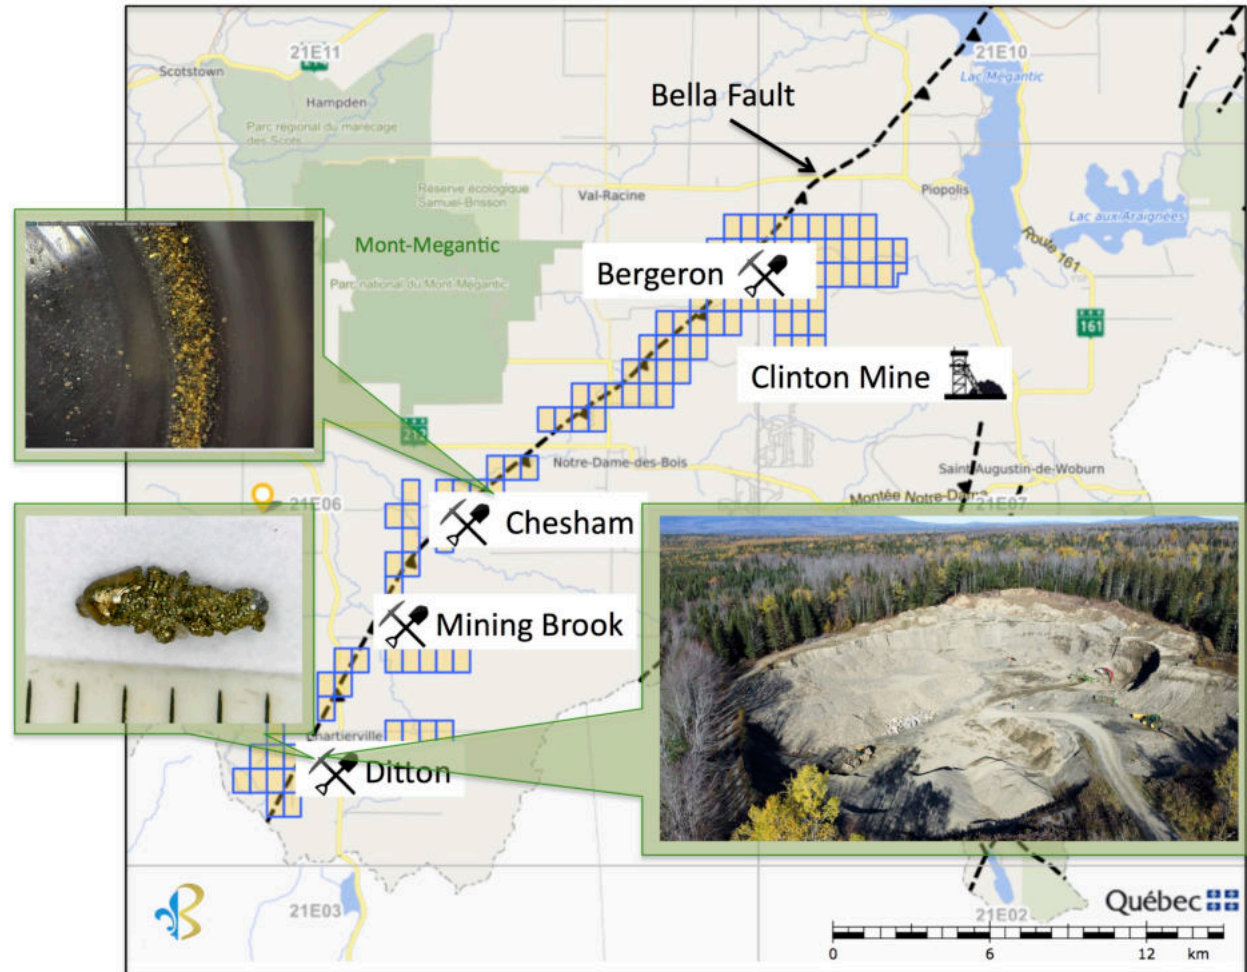 21E11
21E10
Scotstown
Hampden
Lac Mégantic
Bella Fault
Parc régional du marécage
des Scots
Réserve écologique
Samuel-Brisson
Val-Racine
Piopolis
Lac aux Araignées
Mont-Megantic
Route 161
Bergeron
Parc national du Mont-Mégantic
161
Clinton Mine
212
Notre-Dame-des-Bois
Saint-Augustin-de-Woburn
21E06
Montée Notre-Dame
21E07
Chesham
Mining Brook
Chartierville
Ditton
21E03
21E02
Québec
0
6
12
km